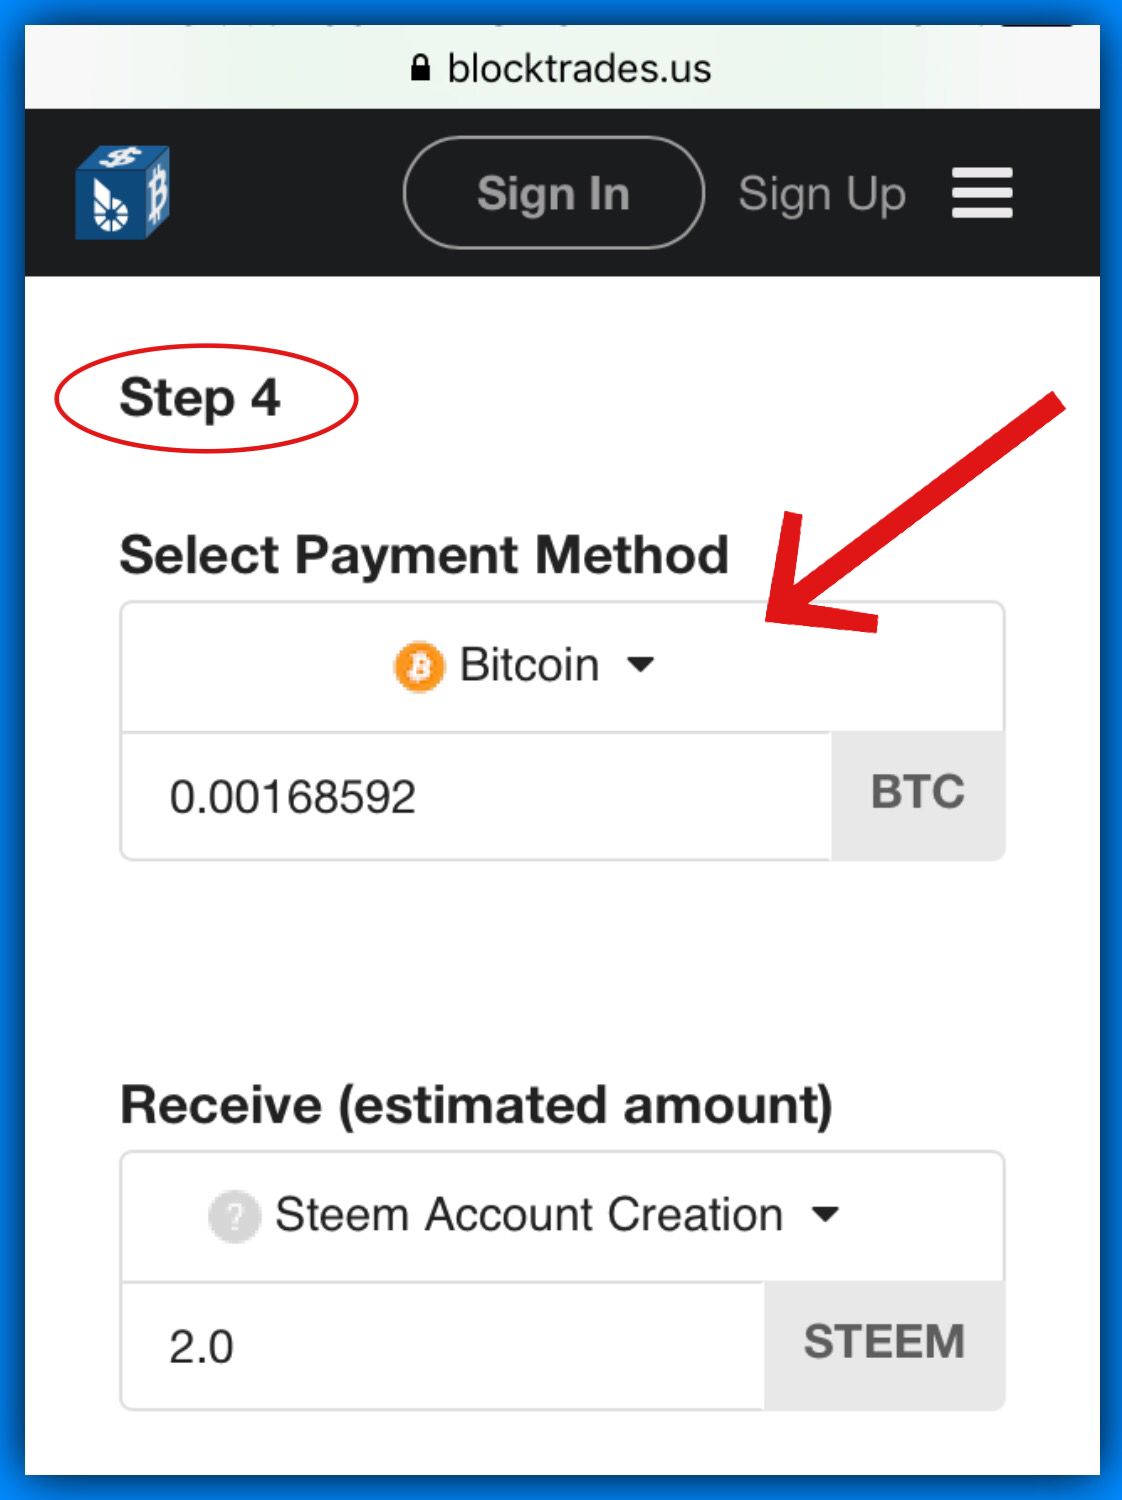 blocktrades.us
Sign In Sign Up
Step 4
Select Payment Method
Bitcoin
0.00168592 BTC
Receive (estimated amount)
Steem Account Creation
2.0 STEEM